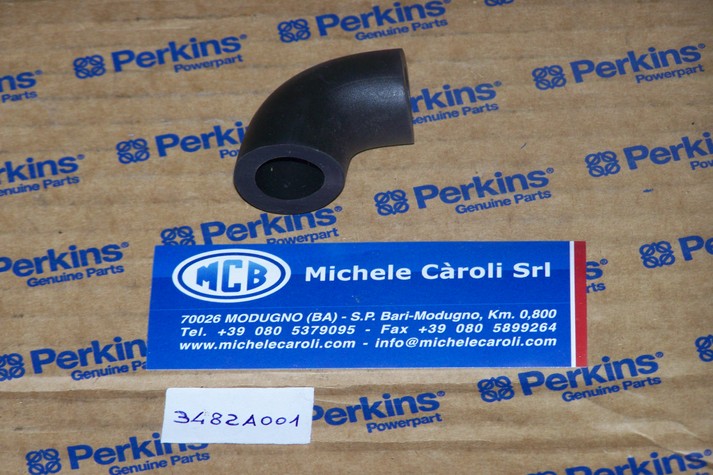 Perkins
Powerpart
Perkins
Powerpart
Perkins
Powerpart
Perkins
Genuine Parts
Perkins
Perkins
Genuine Parts
Perkins
Genuine Parts
Perkins
Genuine Parts
MCB
Michele Càroli Srl
70026 MODUGNO (BA) - S.P. Bari-Modugno, Km. 0,800
Tel. +39 080 5379095 - Fax +39 080 5899264
www.michelecaroli.com - info@michelecaroli.com
Perkins
Genuine Parts
Perkins
Genuine Parts
3482A001
Perkins
Powerpart
Perkins
Genuine Parts
Perkins